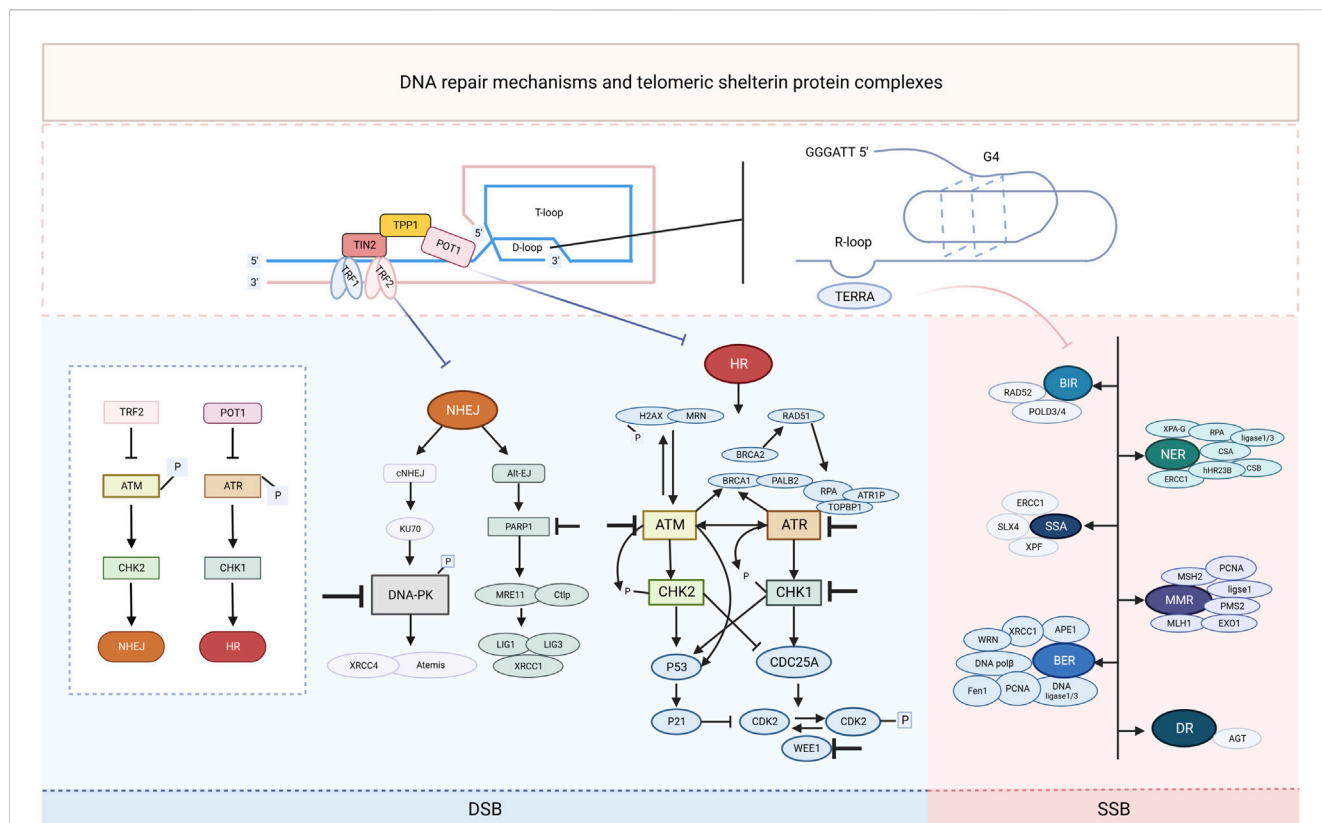 DNA repair mechanisms and telomeric shelterin protein complexes
GGGATT 5'
G4
T-loop
TPP1
5'
TIN2
POT1
D-loop
R-loop
5'
3'
3'
TRF1
TRF2
TERRA
TRF2
POT1
P
ATM
ATR
P
CHK2
CHK1
NHEJ
HR
NHEJ
cNHEJ
Alt-EJ
KU70
PARP1
P
DNA-PK
MRE11
CtIp
LIG1
LIG3
XRCC4
Atemis
XRCC1
HR
H2AX
MRN
RAD51
P
BRCA2
BRCA1
PALB2
RPA
ATR1P
TOPBP1
ATM
ATR
P
P
CHK2
CHK1
P53
CDC25A
P21
CDK2
CDK2
P
WEE1
BIR
RAD52
POLD3/4
XPA-G
RPA
ligase1/3
NER
CSA
hHR23B
CSB
ERCC1
ERCC1
SLX4
SSA
XPF
PCNA
MSH2
ligse1
MMR
PMS2
MLH1
EXO1
XRCC1
APE1
WRN
DNA polβ
BER
Fen1
PCNA
DNA
ligase1/3
DR
AGT
DSB
SSB